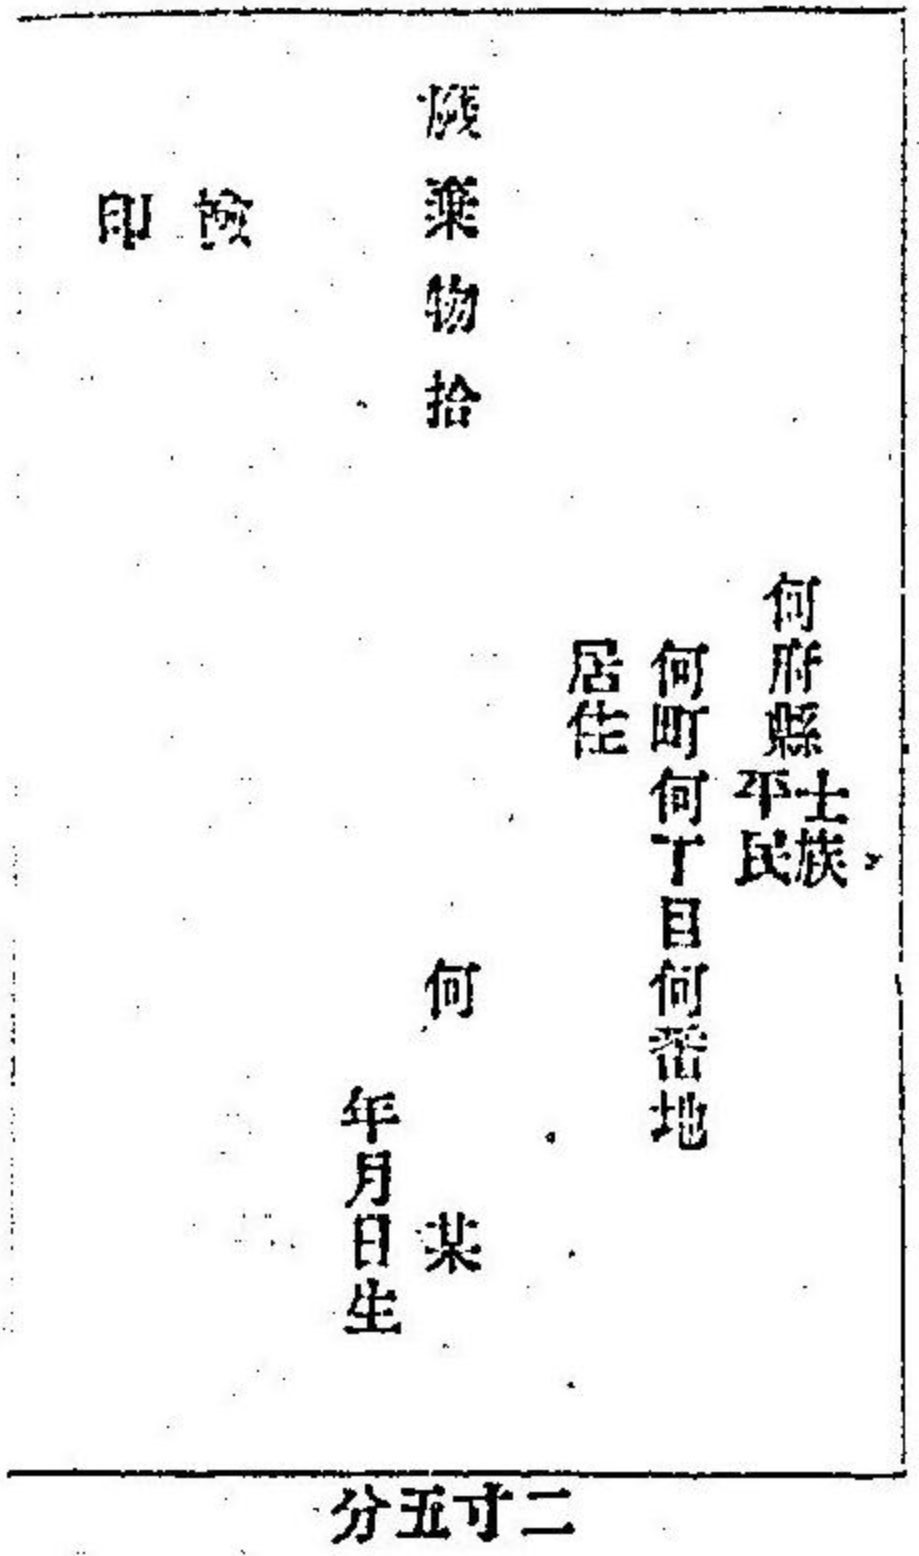 何府縣士族
平民
何町何丁目何番地
居住
廢棄物拾
何某
年月日生
檢
印
二寸五分